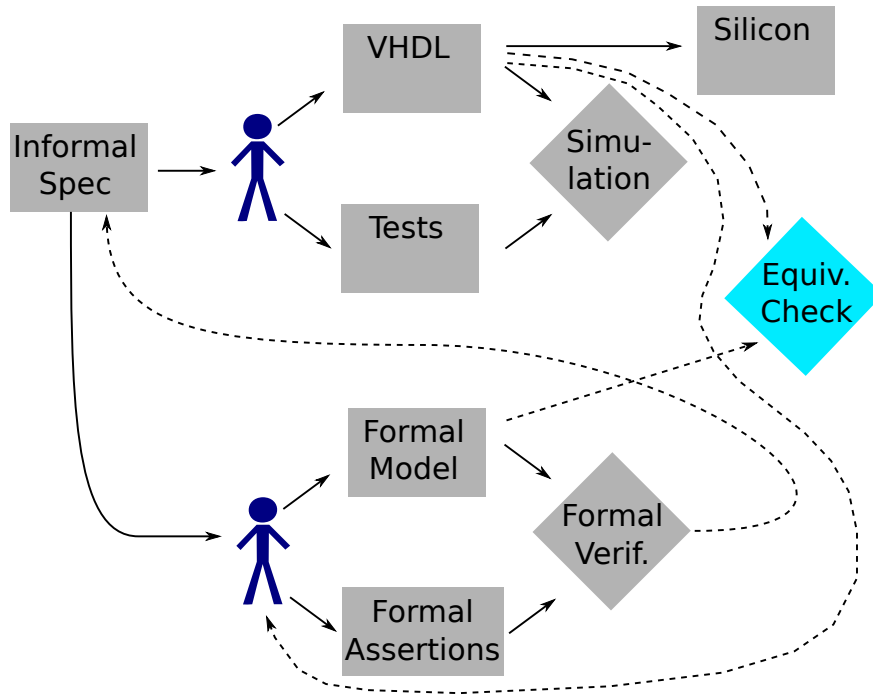 VHDL
Silicon
Informal
Spec
Simu-
lation
Tests
Equiv.
Check
Formal
Model
Formal
Verif.
Formal
Assertions